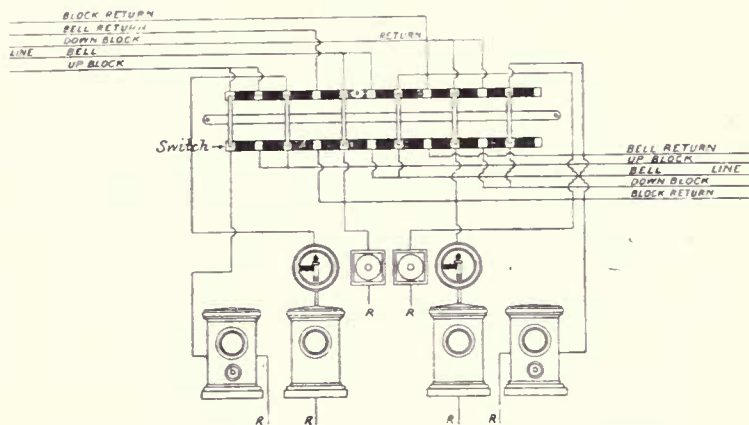 BLOCK RETURN
BELL RETURN
DOWN BLOCK
RETURN
LINE BELL
UP BLOCK
Switch
BELL RETURN
UP BLOCK
BELL LINE
DOWN BLOCK
BLOCK RETURN
R R
R R R R